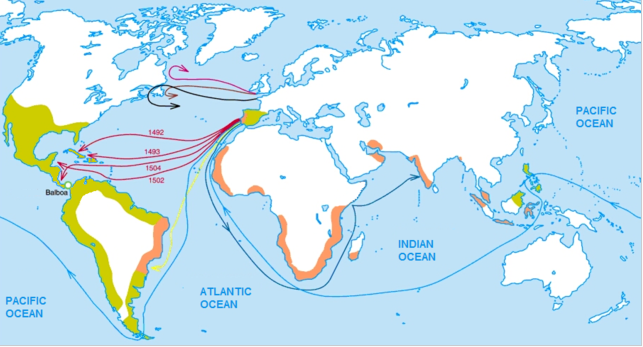 PACIFIC
OCEAN
1492
1493
1504
1502
Balboa
INDIAN
OCEAN
ATLANTIC
OCEAN
PACIFIC
OCEAN